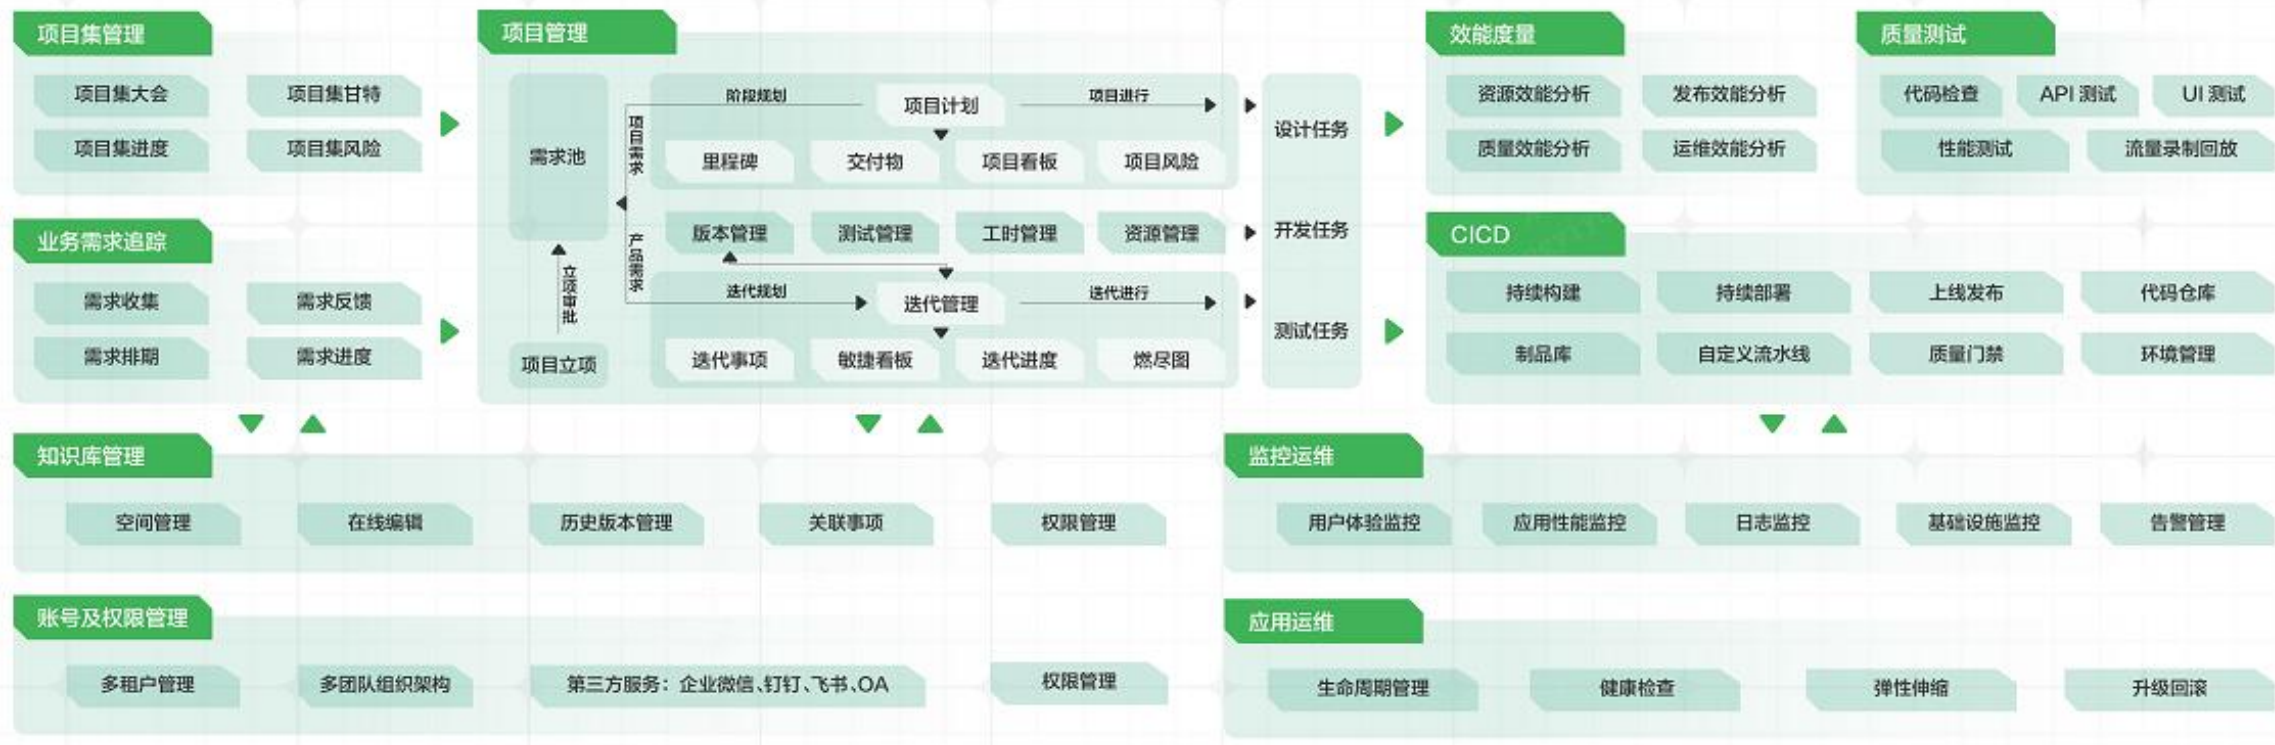 项目集管理
项目集大会
项目集甘特
项目集进度
项目集风险
业务需求追踪
需求收集
需求反馈
需求排期
需求进度
项目管理
需求池
立项审批
项目立项
项目需求
产品需求
阶段规划
项目计划
项目进行
里程碑
交付物
项目看板
项目风险
版本管理
测试管理
工时管理
资源管理
迭代规划
迭代管理
迭代进行
迭代事项
敏捷看板
迭代进度
燃尽图
设计任务
开发任务
测试任务
效能度量
资源效能分析
发布效能分析
质量效能分析
运维效能分析
质量测试
代码检查
API 测试
UI 测试
性能测试
流量录制回放
CICD
持续构建
持续部署
上线发布
代码仓库
制品库
自定义流水线
质量门禁
环境管理
知识库管理
空间管理
在线编辑
历史版本管理
关联事项
权限管理
监控运维
用户体验监控
应用性能监控
日志监控
基础设施监控
告警管理
账号及权限管理
多租户管理
多团队组织架构
第三方服务：企业微信、钉钉、飞书、OA
权限管理
应用运维
生命周期管理
健康检查
弹性伸缩
升级回滚